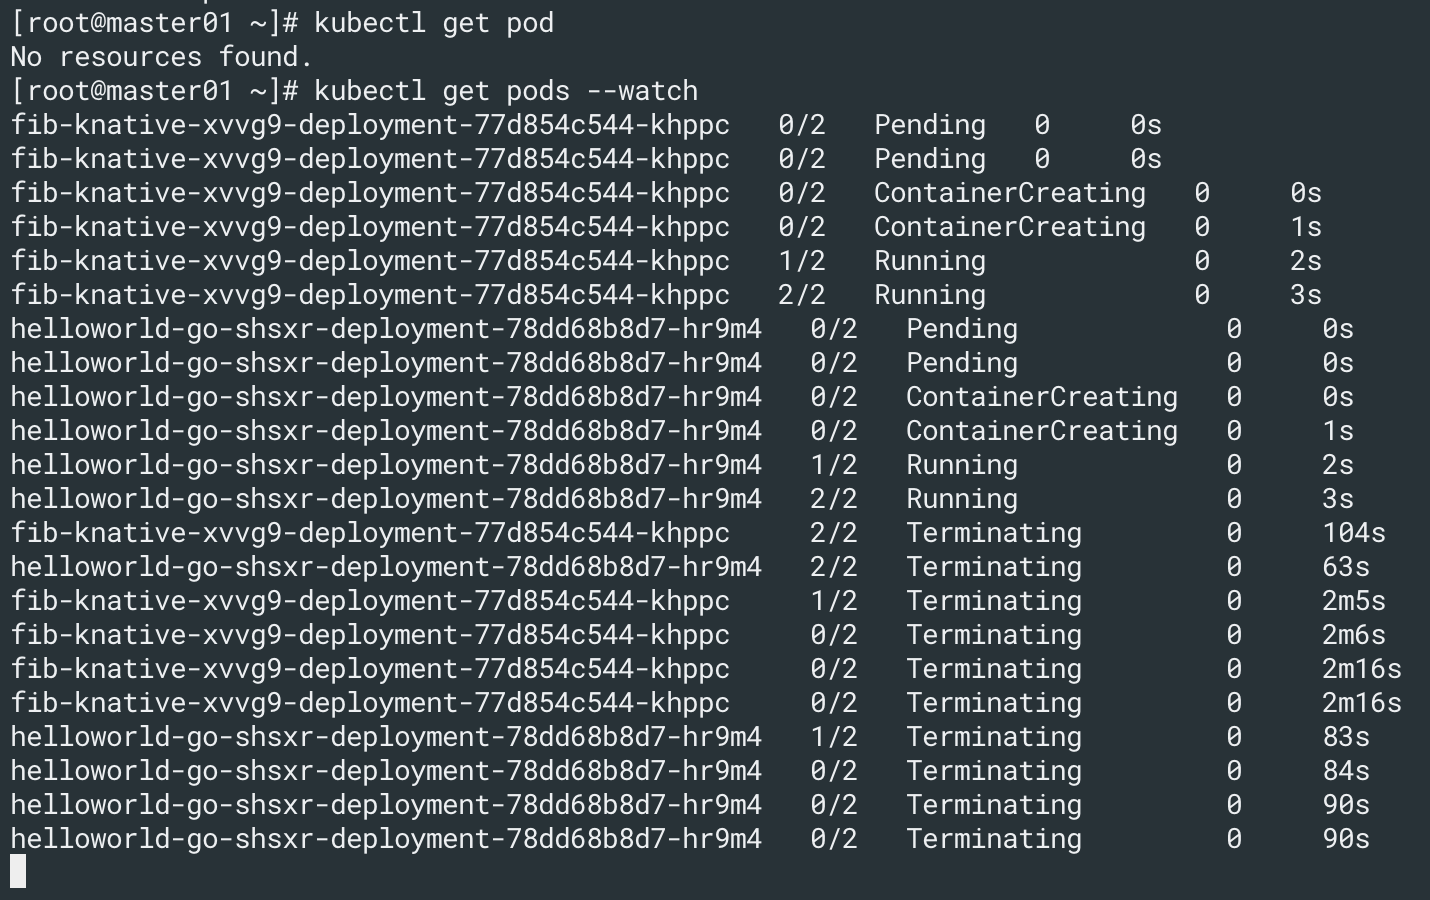 [root@master01 ~]# kubectl get pod
No resources found.
[root@master01 ~]# kubectl get pods --watch
fib-knative-xvvg9-deployment-77d854c544-khppc   0/2   Pending   0     0s
fib-knative-xvvg9-deployment-77d854c544-khppc   0/2   Pending   0     0s
fib-knative-xvvg9-deployment-77d854c544-khppc   0/2   ContainerCreating   0     0s
fib-knative-xvvg9-deployment-77d854c544-khppc   0/2   ContainerCreating   0     1s
fib-knative-xvvg9-deployment-77d854c544-khppc   1/2   Running             0     2s
fib-knative-xvvg9-deployment-77d854c544-khppc   2/2   Running             0     3s
helloworld-go-shsxr-deployment-78dd68b8d7-hr9m4   0/2   Pending             0     0s
helloworld-go-shsxr-deployment-78dd68b8d7-hr9m4   0/2   Pending             0     0s
helloworld-go-shsxr-deployment-78dd68b8d7-hr9m4   0/2   ContainerCreating   0     0s
helloworld-go-shsxr-deployment-78dd68b8d7-hr9m4   0/2   ContainerCreating   0     1s
helloworld-go-shsxr-deployment-78dd68b8d7-hr9m4   1/2   Running             0     2s
helloworld-go-shsxr-deployment-78dd68b8d7-hr9m4   2/2   Running             0     3s
fib-knative-xvvg9-deployment-77d854c544-khppc     2/2   Terminating         0     104s
helloworld-go-shsxr-deployment-78dd68b8d7-hr9m4   2/2   Terminating         0     63s
fib-knative-xvvg9-deployment-77d854c544-khppc     1/2   Terminating         0     2m5s
fib-knative-xvvg9-deployment-77d854c544-khppc     0/2   Terminating         0     2m6s
fib-knative-xvvg9-deployment-77d854c544-khppc     0/2   Terminating         0     2m16s
fib-knative-xvvg9-deployment-77d854c544-khppc     0/2   Terminating         0     2m16s
helloworld-go-shsxr-deployment-78dd68b8d7-hr9m4   1/2   Terminating         0     83s
helloworld-go-shsxr-deployment-78dd68b8d7-hr9m4   0/2   Terminating         0     84s
helloworld-go-shsxr-deployment-78dd68b8d7-hr9m4   0/2   Terminating         0     90s
helloworld-go-shsxr-deployment-78dd68b8d7-hr9m4   0/2   Terminating         0     90s